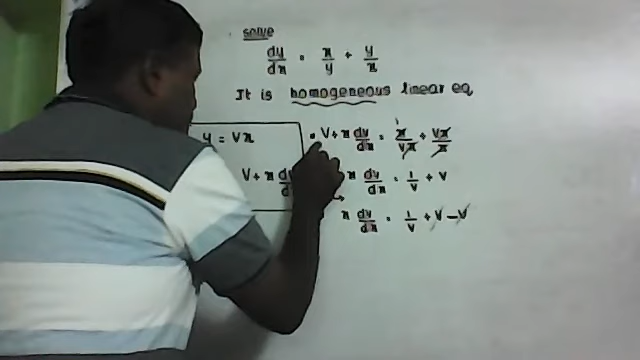 solve
dy/dx = x/y + y/x
It is homogeneous linear eq
y = Vx
V + x dv/d
V + x dv/dx = x/vx + vx/x
x dv/dx = 1/v + v
x dv/dx = 1/v + v - v